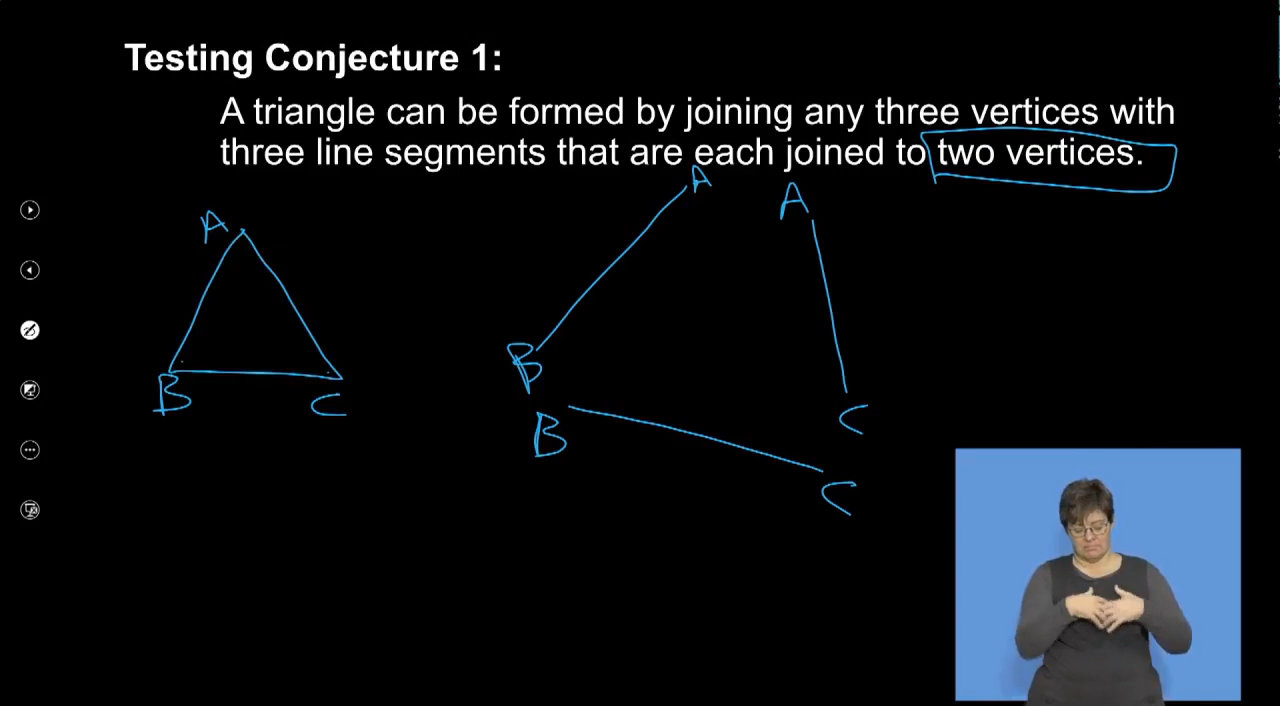 Testing Conjecture 1:
A triangle can be formed by joining any three vertices with
three line segments that are each joined to two vertices.
A
B
C
A
B
A
C
B
C